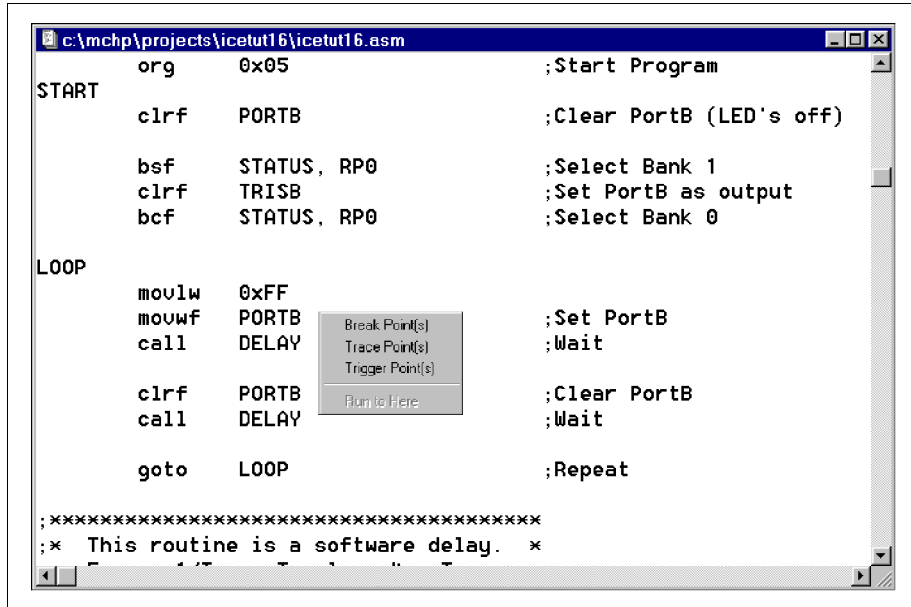 c:\mchp\projects\icetut16\icetut16.asm
org 0x05 ;Start Program
START
clrf PORTB ;Clear PortB (LED's off)
bsf STATUS, RP0 ;Select Bank 1
clrf TRISB ;Set PortB as output
bcf STATUS, RP0 ;Select Bank 0
LOOP
movlw 0xFF
movwf PORTB ;Set PortB
call DELAY ;Wait
clrf PORTB ;Clear PortB
call DELAY ;Wait
goto LOOP ;Repeat
;***************************************
;* This routine is a software delay. *
Break Point(s)
Trace Point(s)
Trigger Point(s)
Run to Here